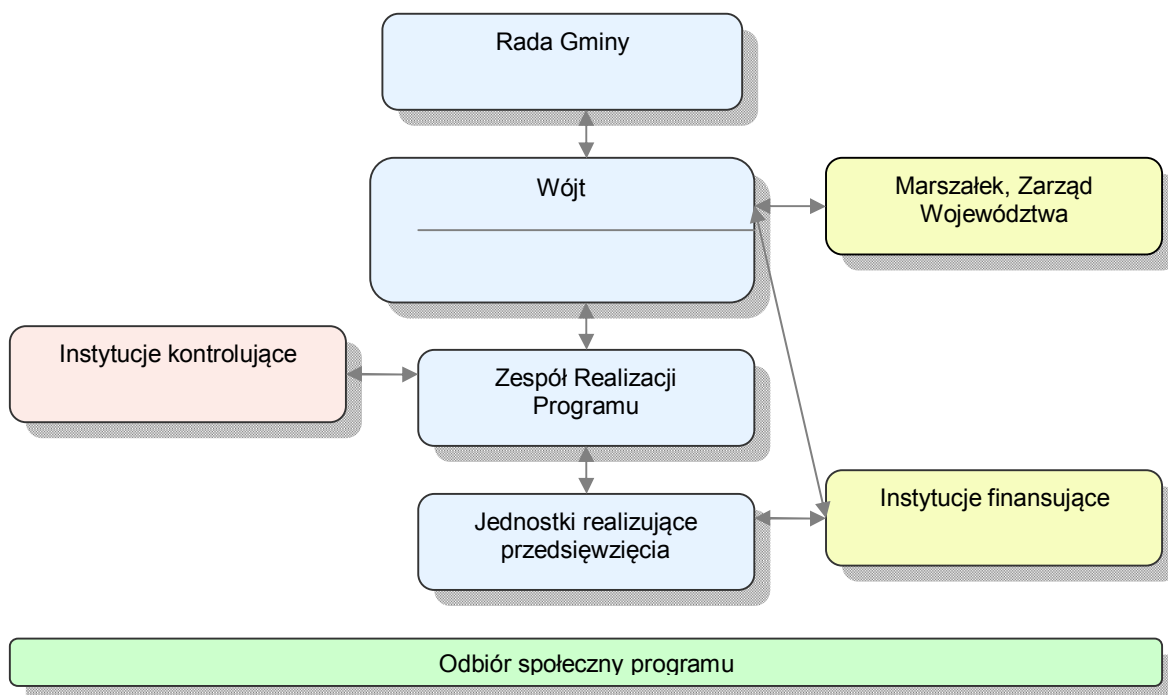 Rada Gminy
Wójt
Marszałek, Zarząd
Województwa
Instytucje kontrolujące
Zespół Realizacji
Programu
Instytucje finansujące
Jednostki realizujące
przedsięwzięcia
Odbiór społeczny programu